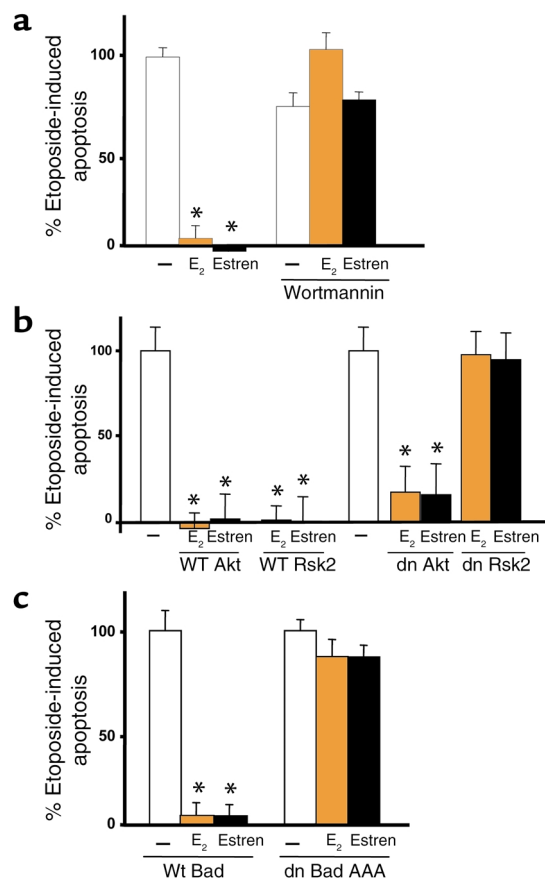 a
% Etoposide-induced
apoptosis
100
50
0
– E₂ Estren – E₂ Estren
Wortmannin
b
% Etoposide-induced
apoptosis
100
50
0
* * * * * *
– E₂ Estren E₂ Estren – E₂ Estren E₂ Estren
WT Akt WT Rsk2 dn Akt dn Rsk2
c
% Etoposide-induced
apoptosis
100
50
0
* *
– E₂ Estren – E₂ Estren
Wt Bad dn Bad AAA